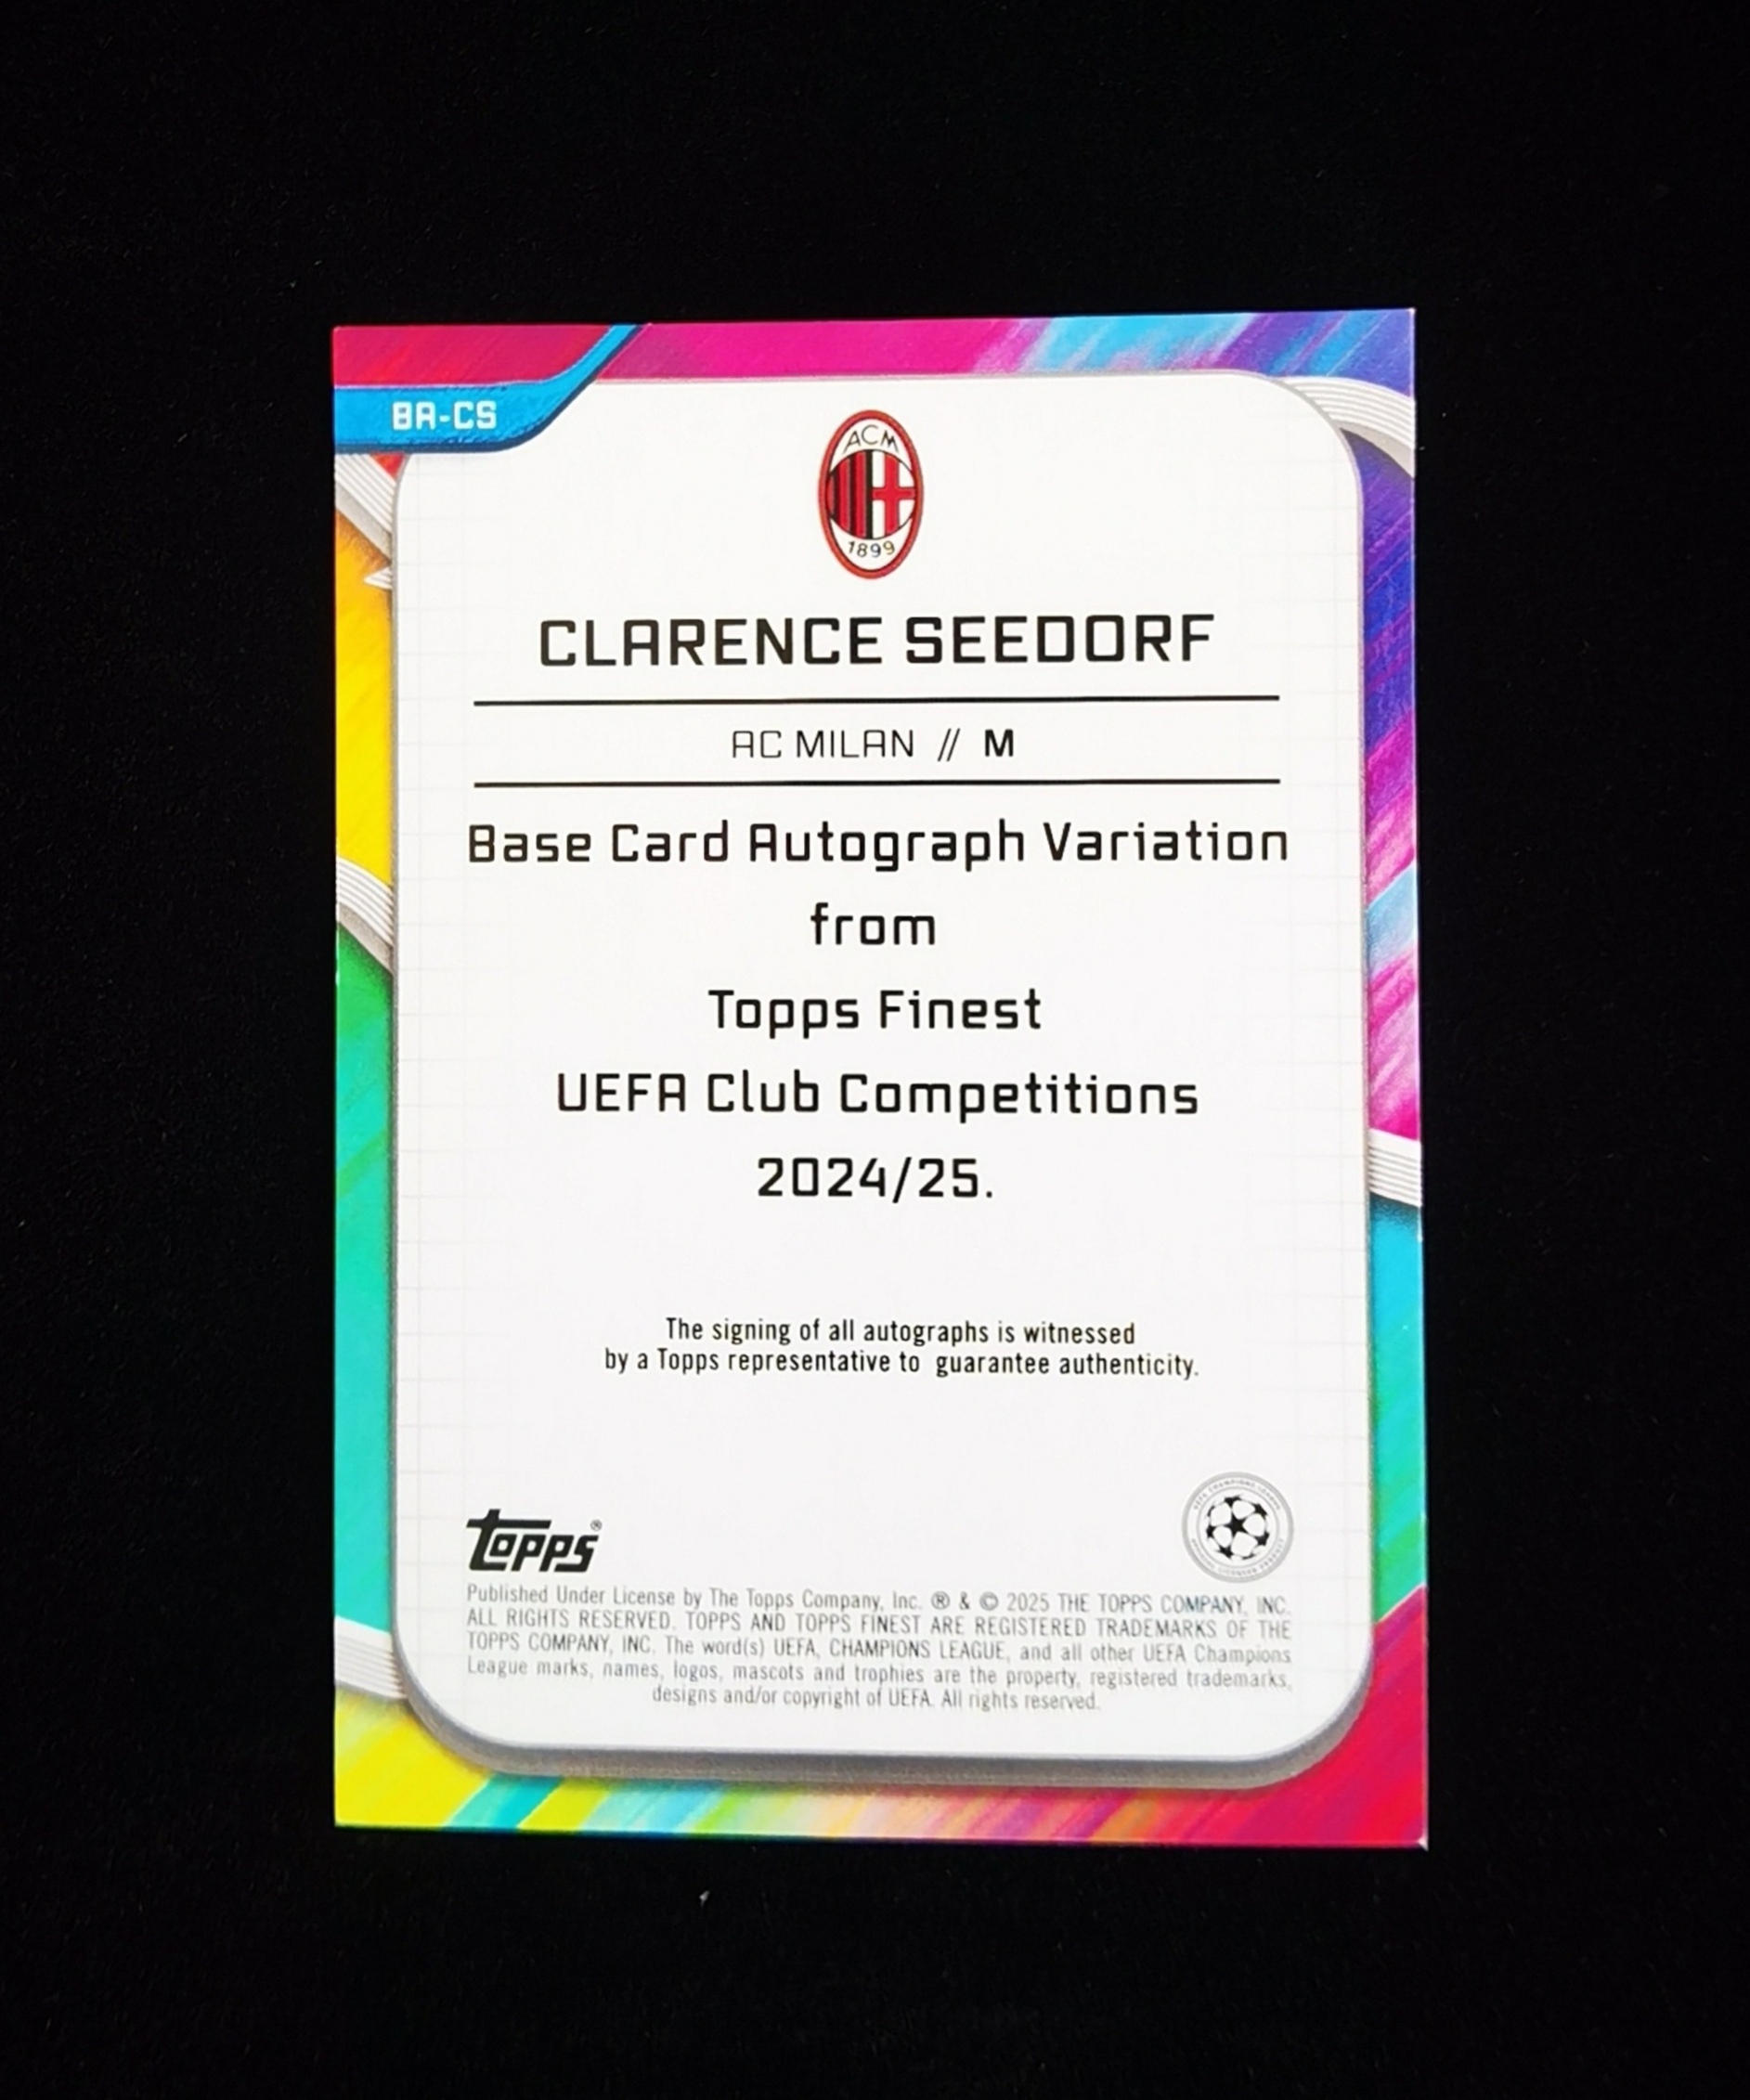 BA-CS
ACM
1899
CLARENCE SEEDORF
AC MILAN // M
Base Card Autograph Variation
from
Topps Finest
UEFA Club Competitions
2024/25.
The signing of all autographs is witnessed
by a Topps representative to guarantee authenticity.
topps®
Published Under License by The Topps Company, Inc. ® & © 2025 THE TOPPS COMPANY, INC.
ALL RIGHTS RESERVED. TOPPS AND TOPPS FINEST ARE REGISTERED TRADEMARKS OF THE
TOPPS COMPANY, INC. The word(s) UEFA, CHAMPIONS LEAGUE, and all other UEFA Champions
League marks, names, logos, mascots and trophies are the property, registered trademarks,
designs and/or copyright of UEFA. All rights reserved.